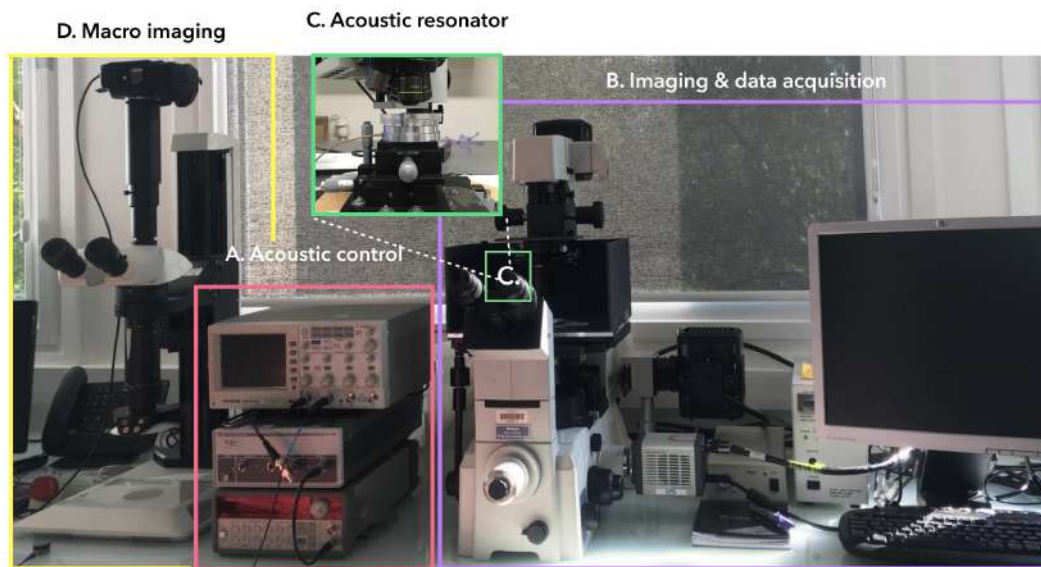 C. Acoustic resonator
D. Macro imaging
B. Imaging & data acquisition
A. Acoustic control
C.